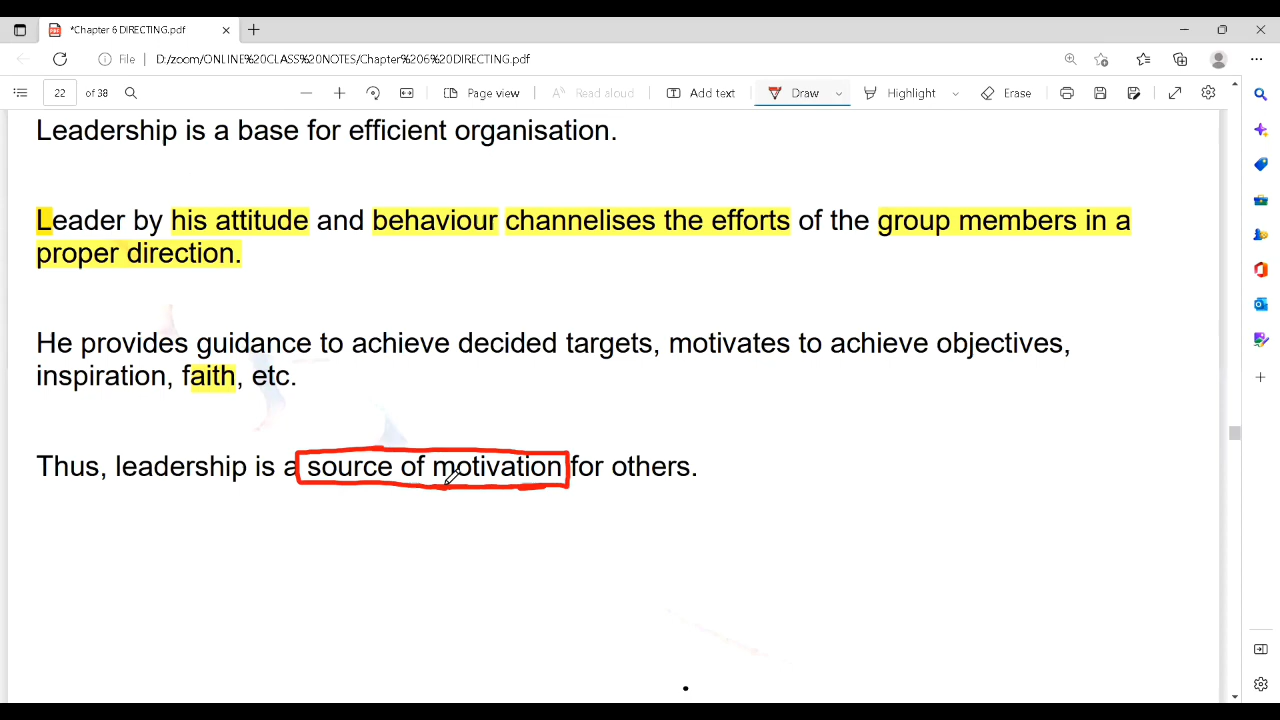 *Chapter 6 DIRECTING.pdf
File
D:/zoom/ONLINE%20CLASS%20NOTES/Chapter%206%20DIRECTING.pdf
22 of 38
Page view
Read aloud
Add text
Draw
Highlight
Erase
Leadership is a base for efficient organisation.
Leader by his attitude and behaviour channelises the efforts of the group members in a
proper direction.
He provides guidance to achieve decided targets, motivates to achieve objectives,
inspiration, faith, etc.
Thus, leadership is a source of motivation for others.